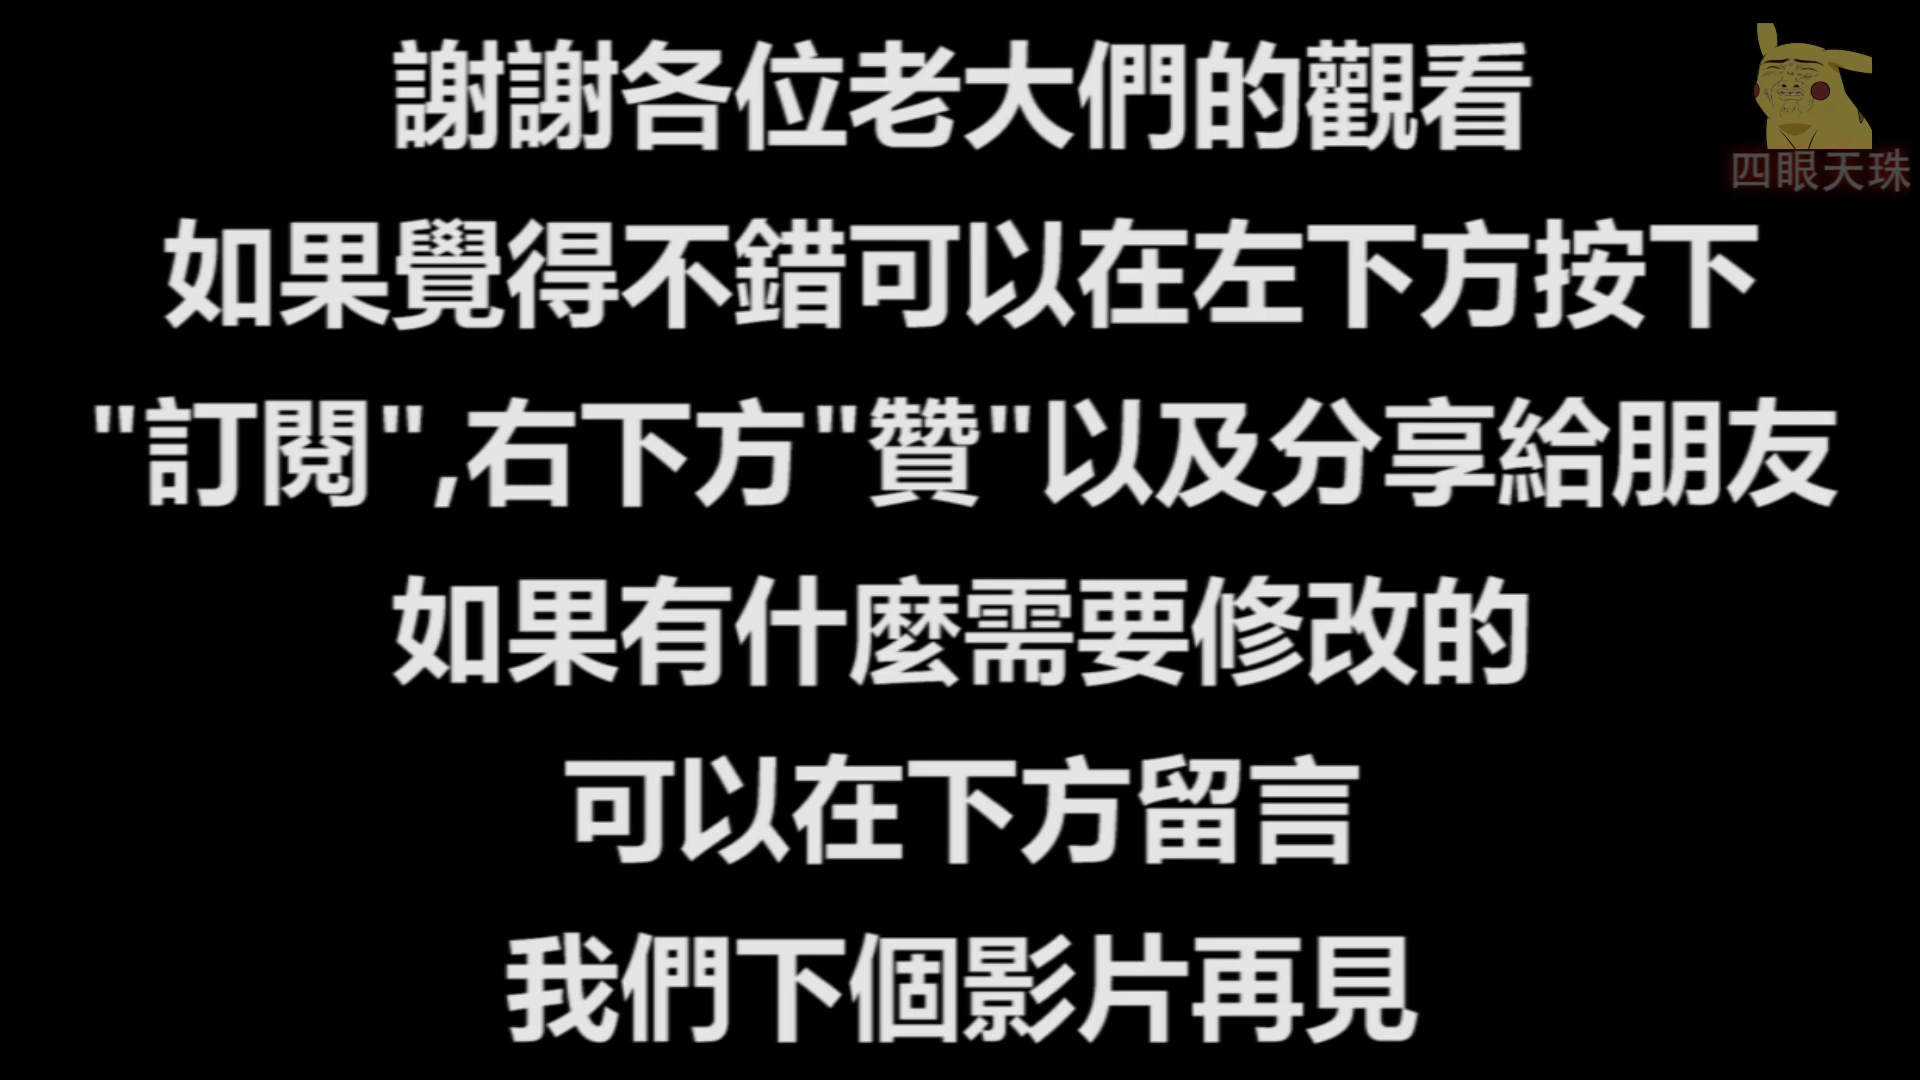 謝謝各位老大們的觀看
四眼天珠
如果覺得不錯可以在左下方按下
"訂閱",右下方"贊"以及分享給朋友
如果有什麼需要修改的
可以在下方留言
我們下個影片再見